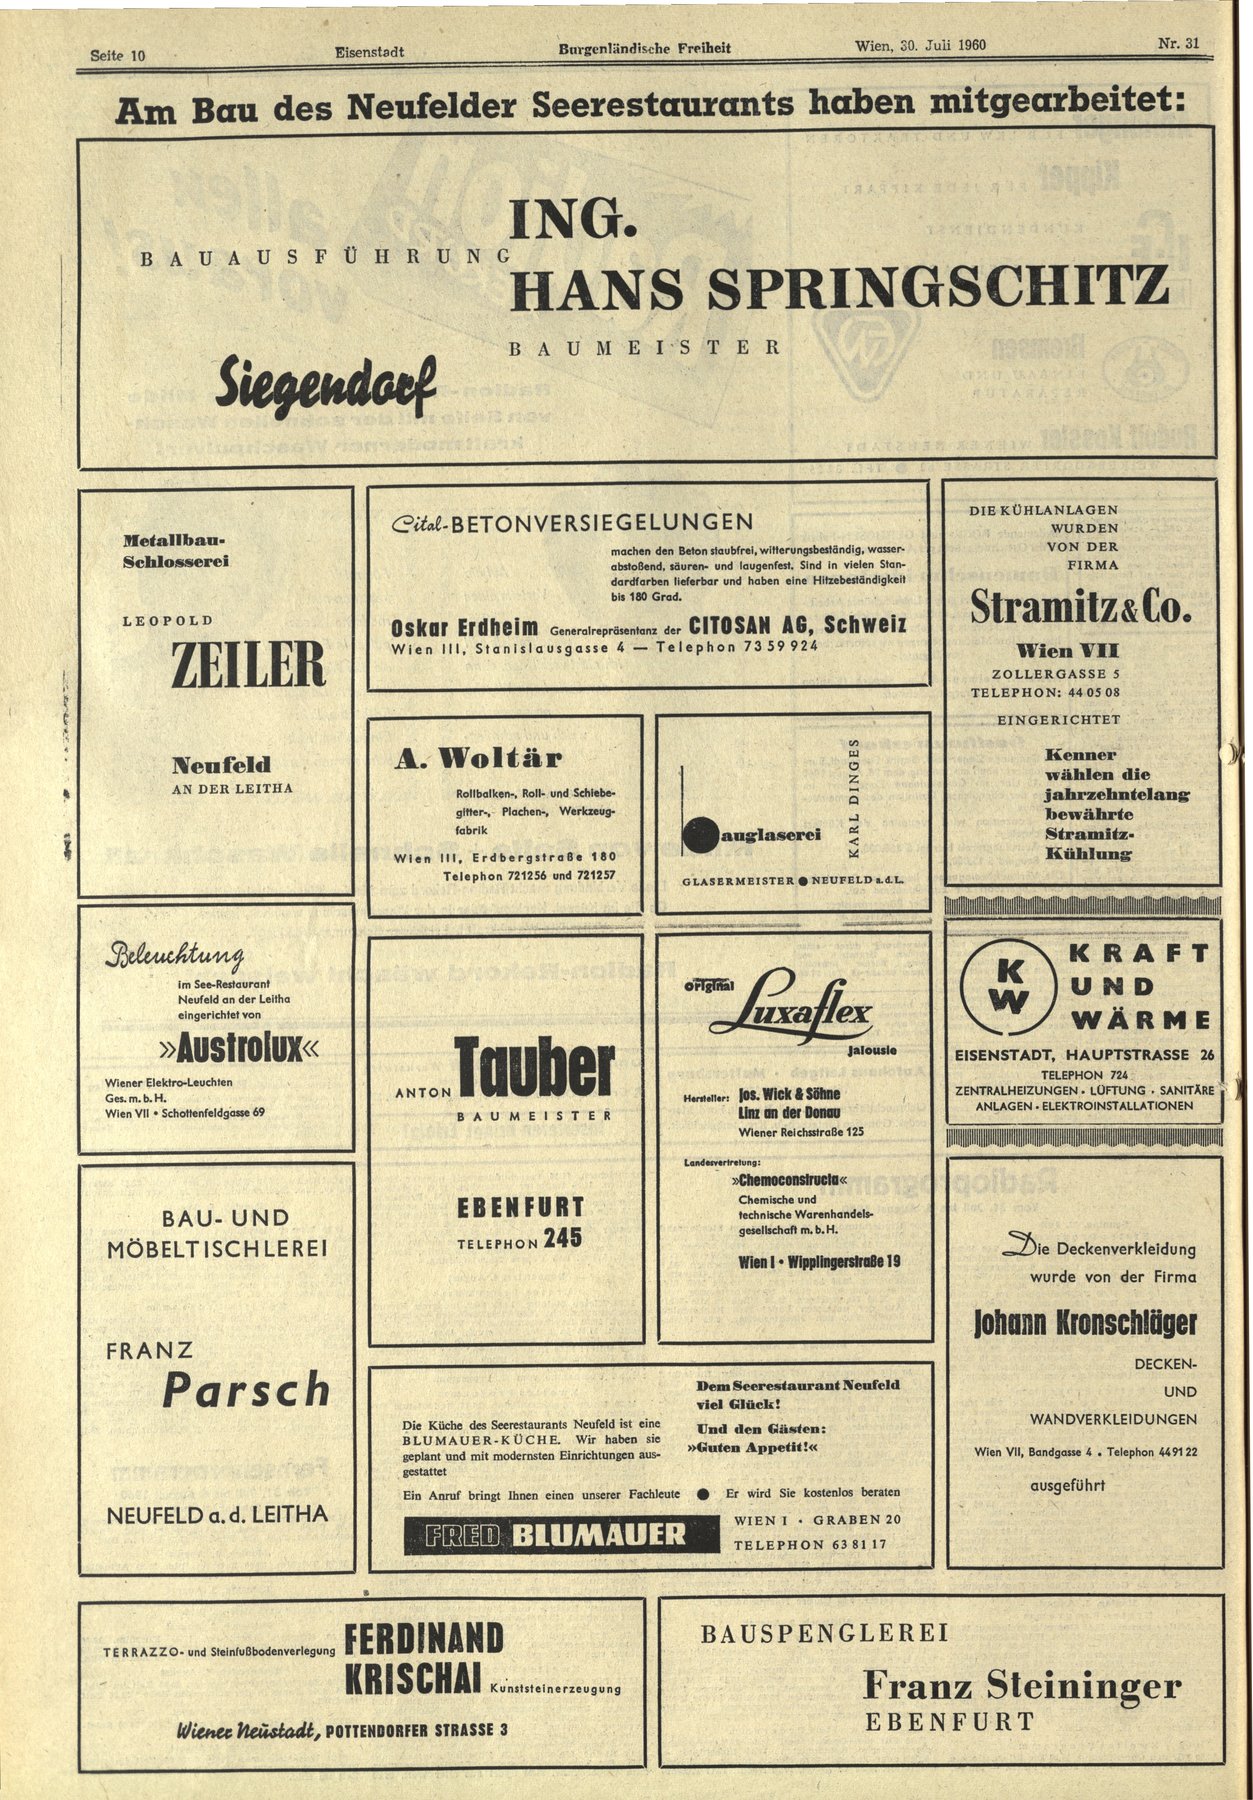 Seite 10 Eisenstadt Burgenländische Freiheit Wien, 30. Juli 1960 Nr. 31
Am Bau des Neufelder Seerestaurants haben mitgearbeitet:
BAUAUSFÜHRUNG
ING.
HANS SPRINGSCHITZ
BAUMEISTER
Siegendorf
Metallbau-
Schlosserei
LEOPOLD
ZEILER
Neufeld
AN DER LEITHA
Cital-BETONVERSIEGELUNGEN
machen den Beton staubfrei, witterungsbeständig, wasser-
abstoßend, säuren- und laugenfest. Sind in vielen Stan-
dardfarben lieferbar und haben eine Hitzebeständigkeit
bis 180 Grad.
Oskar Erdheim Generalrepräsentanz der CITOSAN AG, Schweiz
Wien III, Stanislausgasse 4 — Telephon 73 59 924
DIE KÜHLANLAGEN
WURDEN
VON DER
FIRMA
Stramitz & Co.
Wien VII
ZOLLERGASSE 5
TELEPHON: 44 05 08
EINGERICHTET
Kenner
wählen die
jahrzehntelang
bewährte
Stramitz-
Kühlung
A. Woltär
Rollbalken-, Roll- und Schiebe-
gitter-, Plachen-, Werkzeug-
fabrik
Wien III, Erdbergstraße 180
Telephon 721256 und 721257
bauglaserei
KARL DINGES
GLASERMEISTER ● NEUFELD a.d.L.
Beleuchtung
im See-Restaurant
Neufeld an der Leitha
eingerichtet von
»Austrolux«
Wiener Elektro-Leuchten
Ges. m. b. H.
Wien VII • Schottenfeldgasse 69
ANTON Tauber
BAUMEISTER
EBENFURT
TELEPHON 245
original
Luxaflex
Jalousie
Hersteller: Jos. Wick & Söhne
Linz an der Donau
Wiener Reichsstraße 125
Landesvertretung:
»Chemoconstructa«
Chemische und
technische Warenhandels-
gesellschaft m. b. H.
Wien I • Wipplingerstraße 19
KW
KRAFT
UND
WÄRME
EISENSTADT, HAUPTSTRASSE 26
TELEPHON 724
ZENTRALHEIZUNGEN · LÜFTUNG · SANITÄRE
ANLAGEN · ELEKTROINSTALLATIONEN
BAU- UND
MÖBELTISCHLEREI
FRANZ
Parsch
NEUFELD a. d. LEITHA
Die Küche des Seerestaurants Neufeld ist eine
BLUMAUER-KÜCHE. Wir haben sie
geplant und mit modernsten Einrichtungen aus-
gestattet
Dem Seerestaurant Neufeld
viel Glück!
Und den Gästen:
»Guten Appetit!«
Ein Anruf bringt Ihnen einen unserer Fachleute ● Er wird Sie kostenlos beraten
FRED BLUMAUER
WIEN I · GRABEN 20
TELEPHON 63 81 17
Die Deckenverkleidung
wurde von der Firma
Johann Kronschläger
DECKEN-
UND
WANDVERKLEIDUNGEN
Wien VII, Bandgasse 4 • Telephon 44 91 22
ausgeführt
TERRAZZO- und Steinfußbodenverlegung FERDINAND
KRISCHAI Kunststeinerzeugung
Wiener Neustadt, POTTENDORFER STRASSE 3
BAUSPENGLEREI
Franz Steininger
EBENFURT